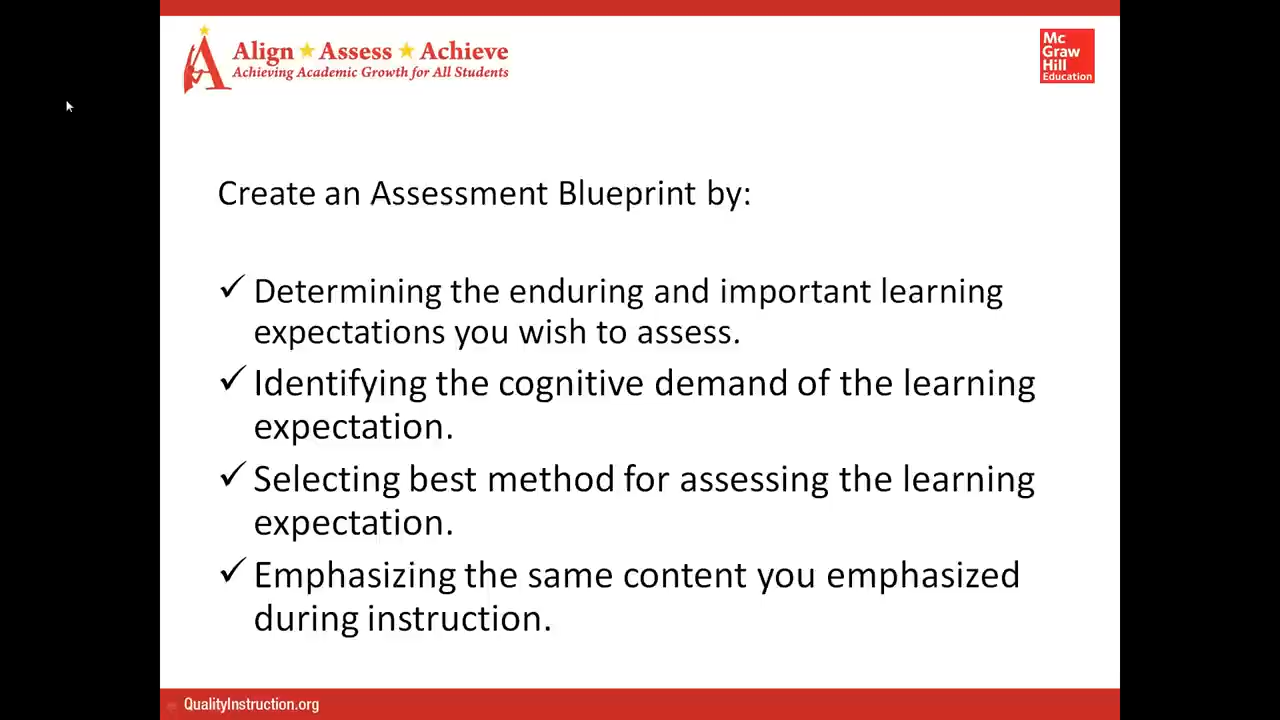 Align ★ Assess ★ Achieve
Achieving Academic Growth for All Students
Mc
Graw
Hill
Education
Create an Assessment Blueprint by:
✓ Determining the enduring and important learning
expectations you wish to assess.
✓ Identifying the cognitive demand of the learning
expectation.
✓ Selecting best method for assessing the learning
expectation.
✓ Emphasizing the same content you emphasized
during instruction.
QualityInstruction.org